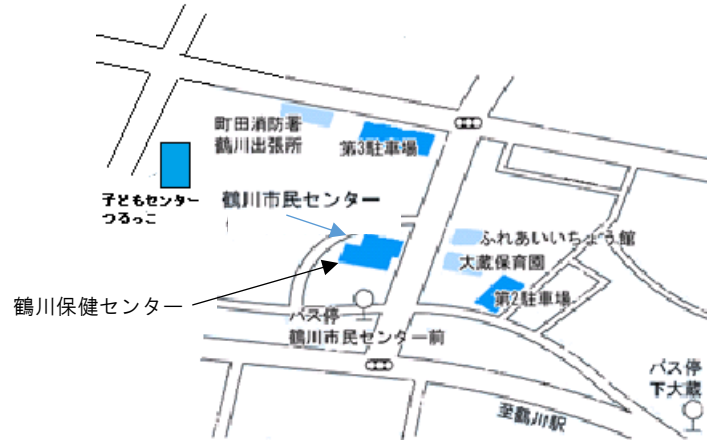 町田消防署
鶴川出張所
第3駐車場
子どもセンター
つるっこ
鶴川市民センター
ふれあいいちょう館
大蔵保育園
鶴川保健センター
第2駐車場
バス停
鶴川市民センター前
バス停
下大蔵
至鶴川駅